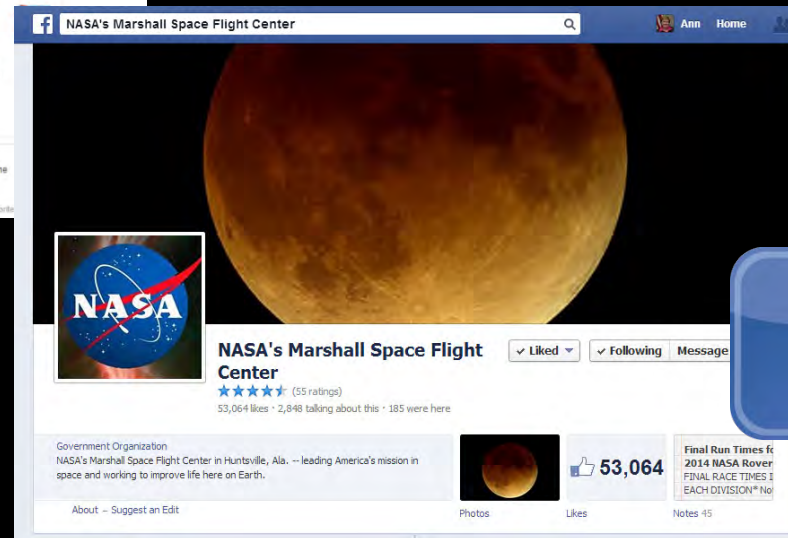 NASA's Marshall Space Flight Center
Ann Home
NASA
NASA's Marshall Space Flight
Center
(55 ratings)
53,064 likes · 2,848 talking about this · 185 were here
✓ Liked
✓ Following
Message
Government Organization
NASA's Marshall Space Flight Center in Huntsville, Ala. -- leading America's mission in
space and working to improve life here on Earth.
About – Suggest an Edit
Photos
53,064
Likes
Final Run Times
2014 NASA Rover
FINAL RACE TIMES
EACH DIVISION*
Notes 45